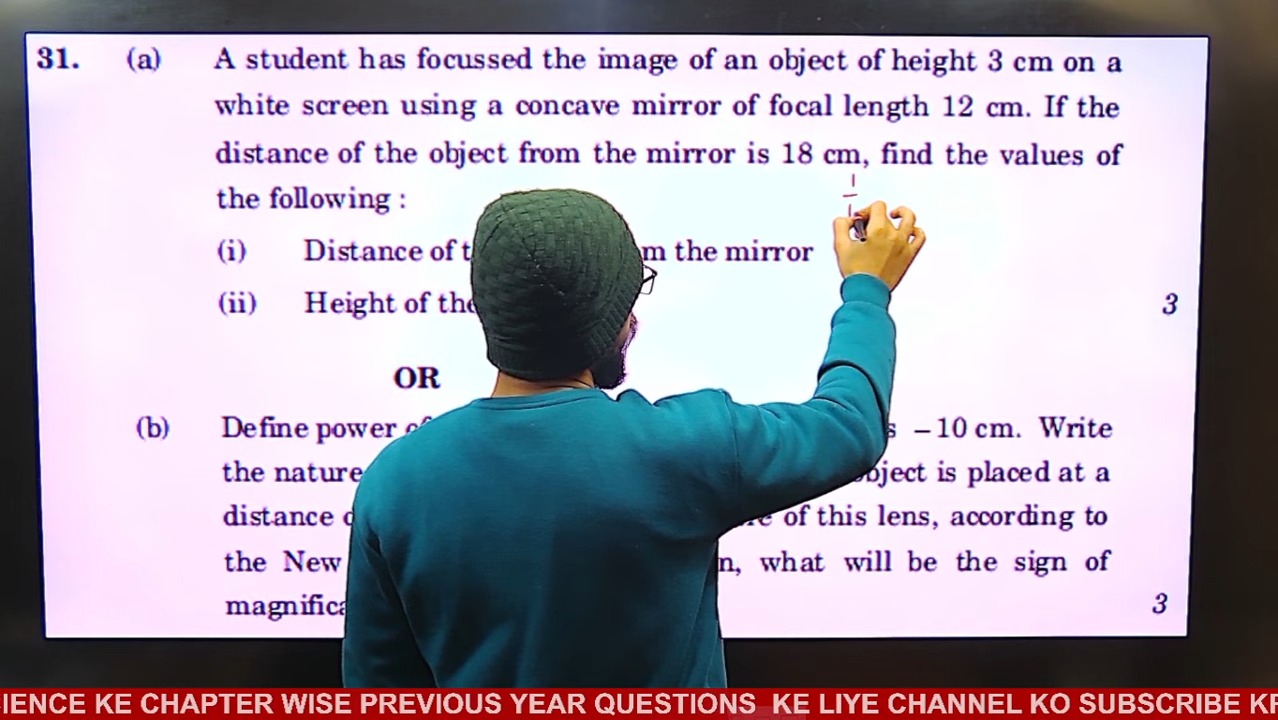 31. (a) A student has focussed the image of an object of height 3 cm on a
white screen using a concave mirror of focal length 12 cm. If the
distance of the object from the mirror is 18 cm, find the values of
the following :
(i) Distance of the mirror
(ii) Height of
3
OR
(b) Define power – 10 cm. Write
the nature object is placed at a
distance of this lens, according to
the New what will be the sign of
3
KE CHAPTER WISE PREVIOUS YEAR QUESTIONS KE LIYE CHANNEL KO SUBSCRIBE